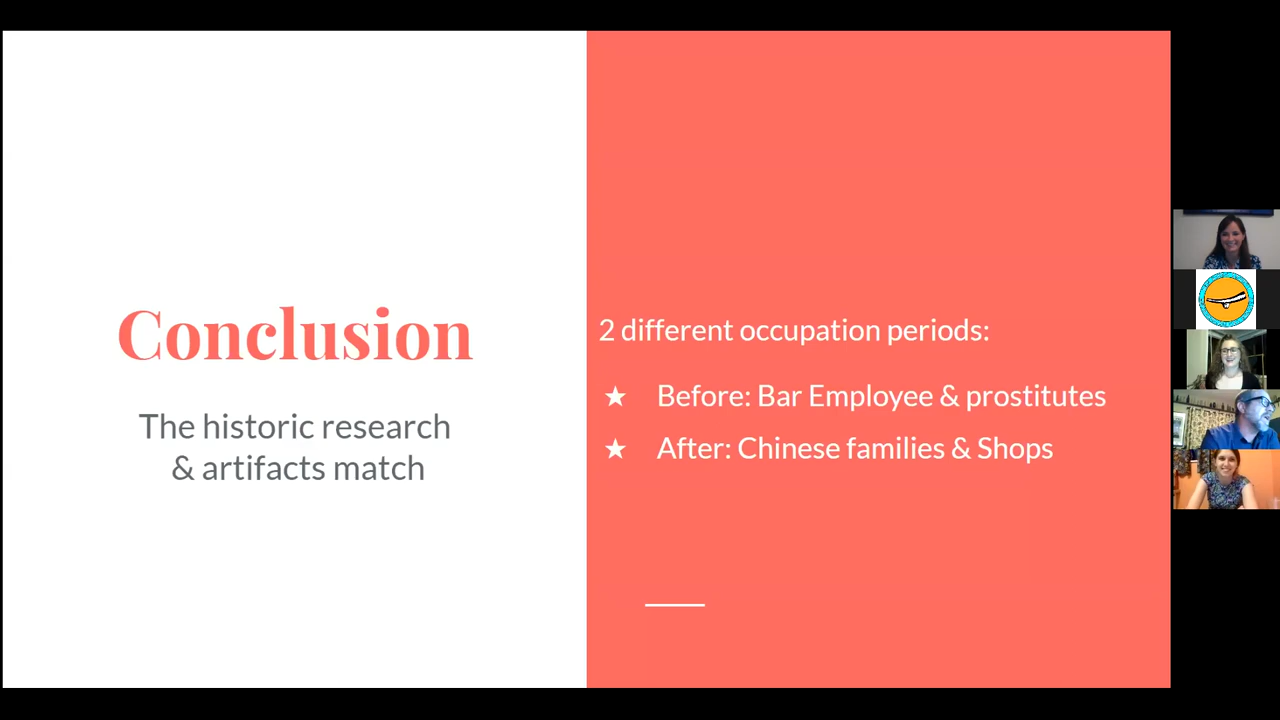 Conclusion
The historic research
& artifacts match
2 different occupation periods:
★ Before: Bar Employee & prostitutes
★ After: Chinese families & Shops